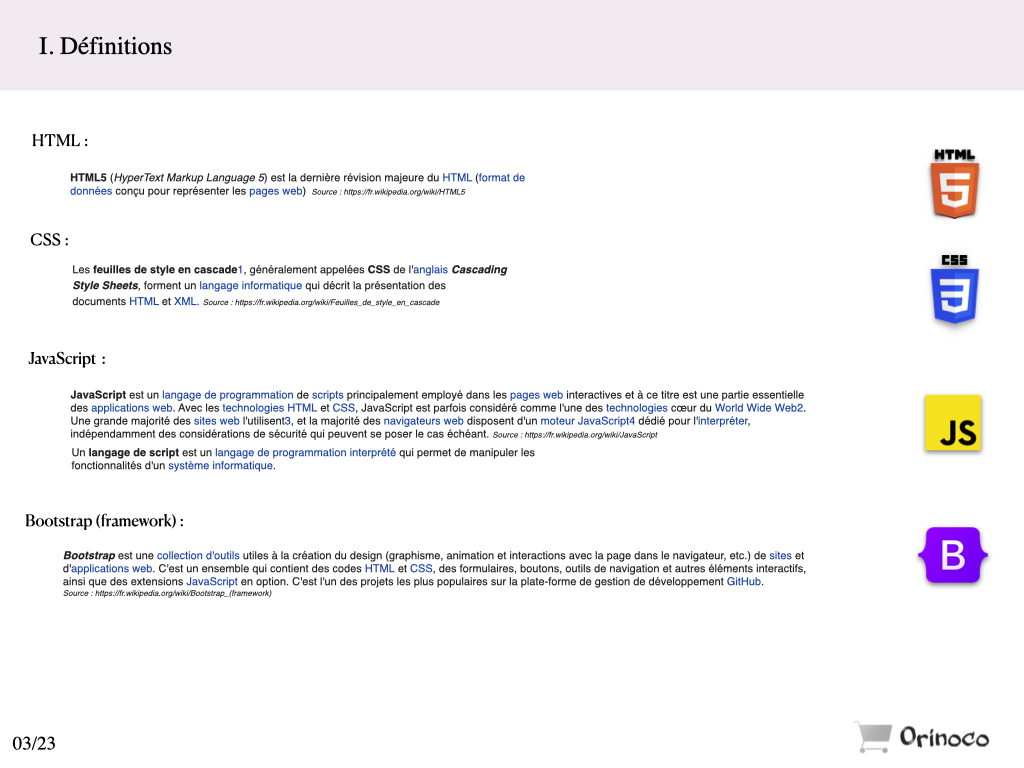 I. Définitions
HTML :
HTML
5
HTML5 (HyperText Markup Language 5) est la dernière révision majeure du HTML (format de
données conçu pour représenter les pages web) Source : https://fr.wikipedia.org/wiki/HTML5
CSS :
CSS
3
Les feuilles de style en cascade1, généralement appelées CSS de l'anglais Cascading
Style Sheets, forment un langage informatique qui décrit la présentation des
documents HTML et XML. Source : https://fr.wikipedia.org/wiki/Feuilles_de_style_en_cascade
JavaScript :
JavaScript est un langage de programmation de scripts principalement employé dans les pages web interactives et à ce titre est une partie essentielle
des applications web. Avec les technologies HTML et CSS, JavaScript est parfois considéré comme l'une des technologies cœur du World Wide Web2.
Une grande majorité des sites web l'utilisent3, et la majorité des navigateurs web disposent d'un moteur JavaScript4 dédié pour l'interpréter,
indépendamment des considérations de sécurité qui peuvent se poser le cas échéant. Source : https://fr.wikipedia.org/wiki/JavaScript
JS
Un langage de script est un langage de programmation interprété qui permet de manipuler les
fonctionnalités d'un système informatique.
Bootstrap (framework) :
Bootstrap est une collection d'outils utiles à la création du design (graphisme, animation et interactions avec la page dans le navigateur, etc.) de sites et
d'applications web. C'est un ensemble qui contient des codes HTML et CSS, des formulaires, boutons, outils de navigation et autres éléments interactifs,
ainsi que des extensions JavaScript en option. C'est l'un des projets les plus populaires sur la plate-forme de gestion de développement GitHub.
Source : https://fr.wikipedia.org/wiki/Bootstrap_(framework)
B
03/23
Orinoco